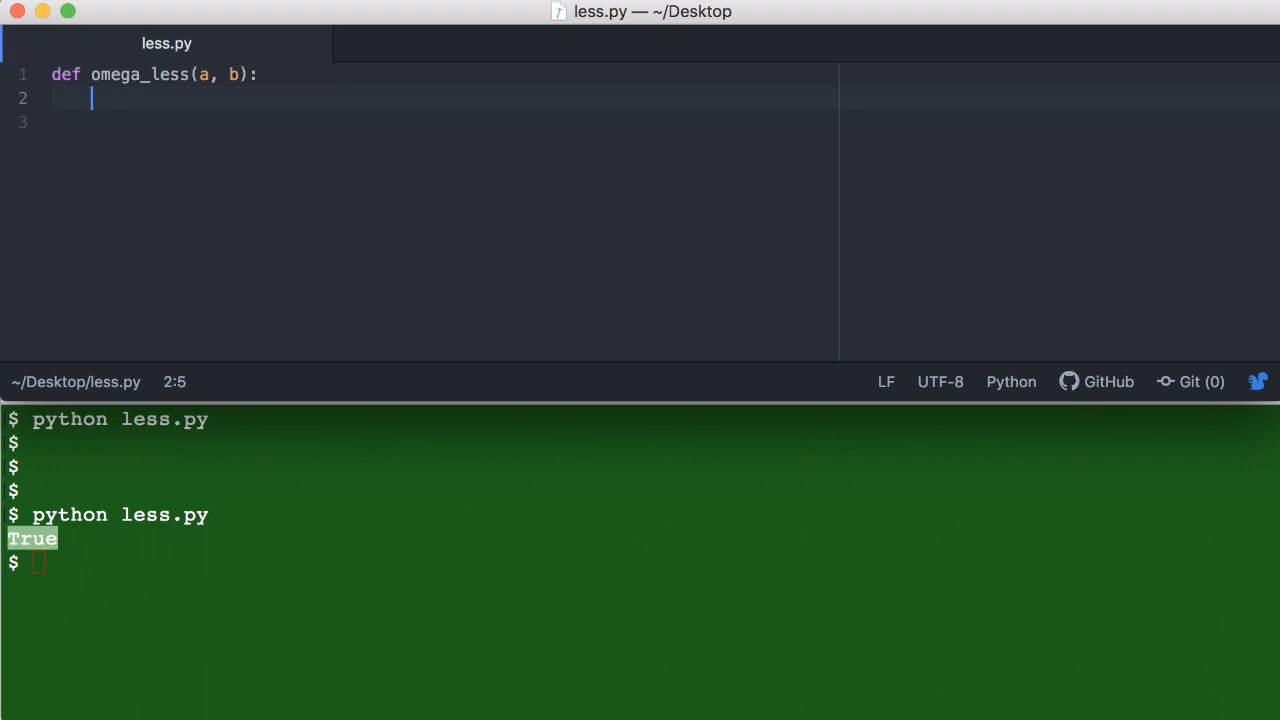 less.py — ~/Desktop
less.py
1 def omega_less(a, b):
2
3
~/Desktop/less.py 2:5 LF UTF-8 Python GitHub Git (0)
$ python less.py
$
$
$
$ python less.py
True
$